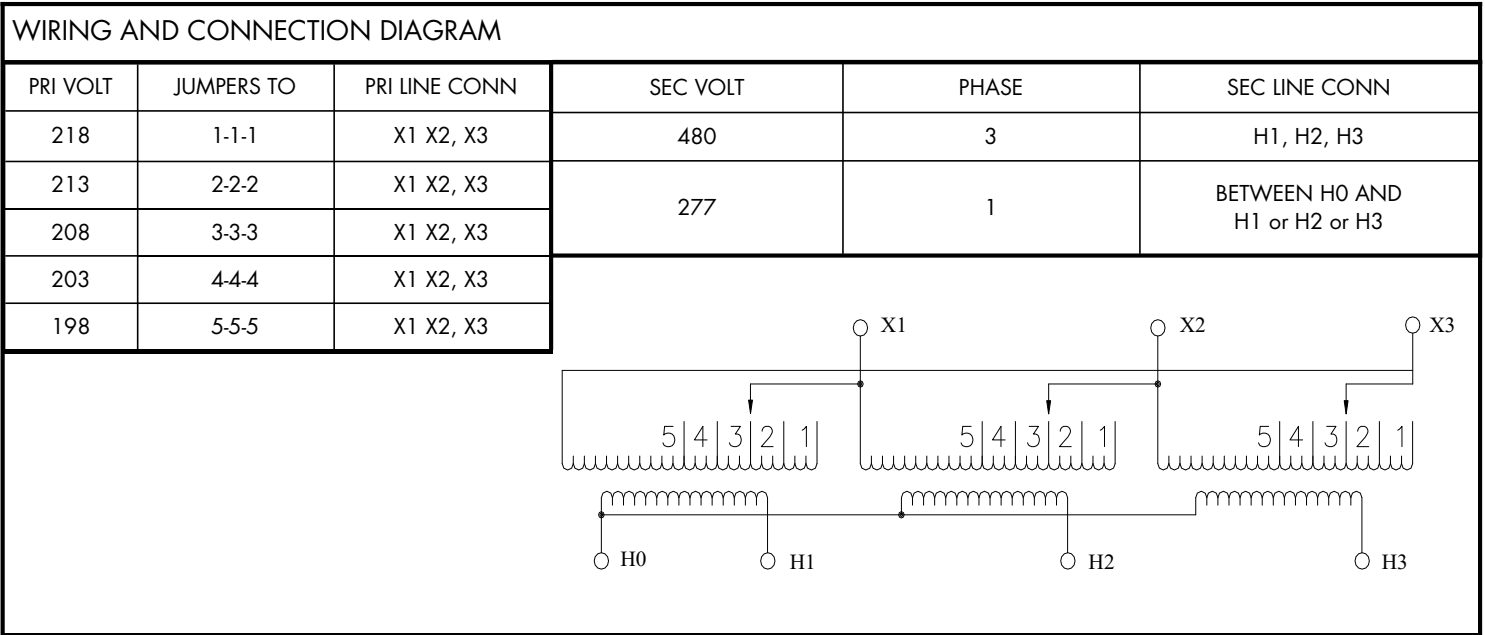 WIRING AND CONNECTION DIAGRAM
PRI VOLT JUMPERS TO PRI LINE CONN SEC VOLT PHASE SEC LINE CONN
218 1-1-1 X1 X2, X3 480 3 H1, H2, H3
213 2-2-2 X1 X2, X3
277 1 BETWEEN H0 AND
H1 or H2 or H3
208 3-3-3 X1 X2, X3
203 4-4-4 X1 X2, X3
198 5-5-5 X1 X2, X3
X1 X2 X3
5 4 3 2 1 5 4 3 2 1 5 4 3 2 1
H0 H1 H2 H3